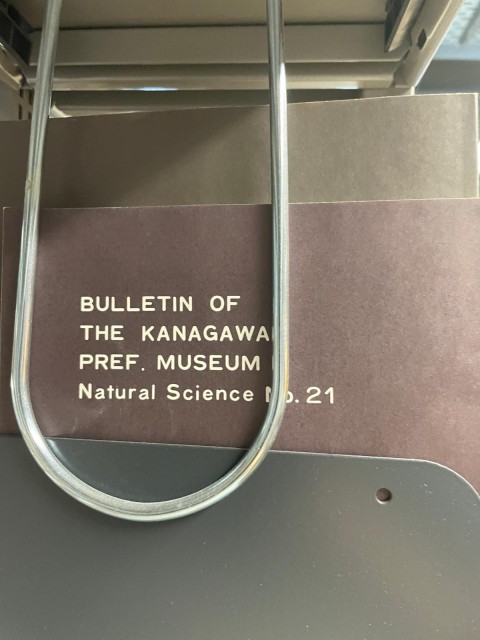 BULLETIN OF
THE KANAGAWA
PREF. MUSEUM
Natural Science No. 21